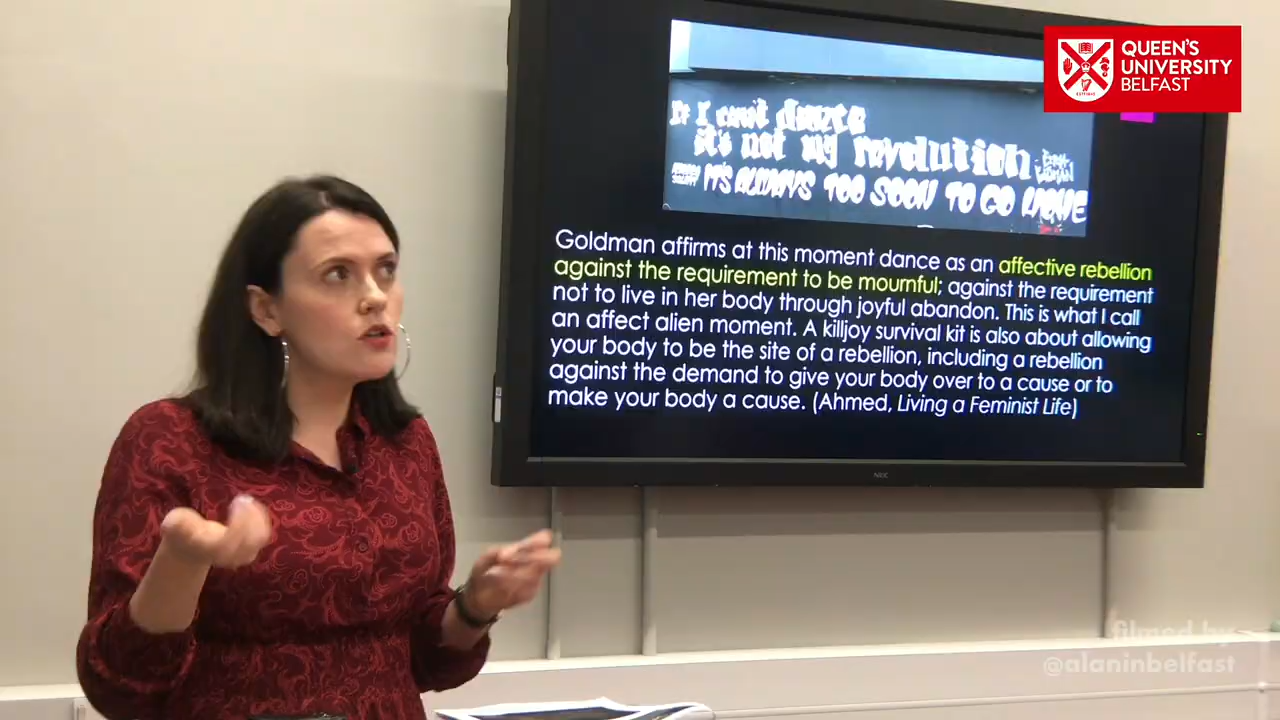 QUEEN'S
UNIVERSITY
BELFAST
If I can't dance
it's not my revolution
WOMAN
IT'S ALWAYS TOO SOON TO GO HOME
Goldman affirms at this moment dance as an affective rebellion
against the requirement to be mournful; against the requirement
not to live in her body through joyful abandon. This is what I call
an affect alien moment. A killjoy survival kit is also about allowing
your body to be the site of a rebellion, including a rebellion
against the demand to give your body over to a cause or to
make your body a cause. (Ahmed, Living a Feminist Life)
NEC
filmed by
@alaninbelfast